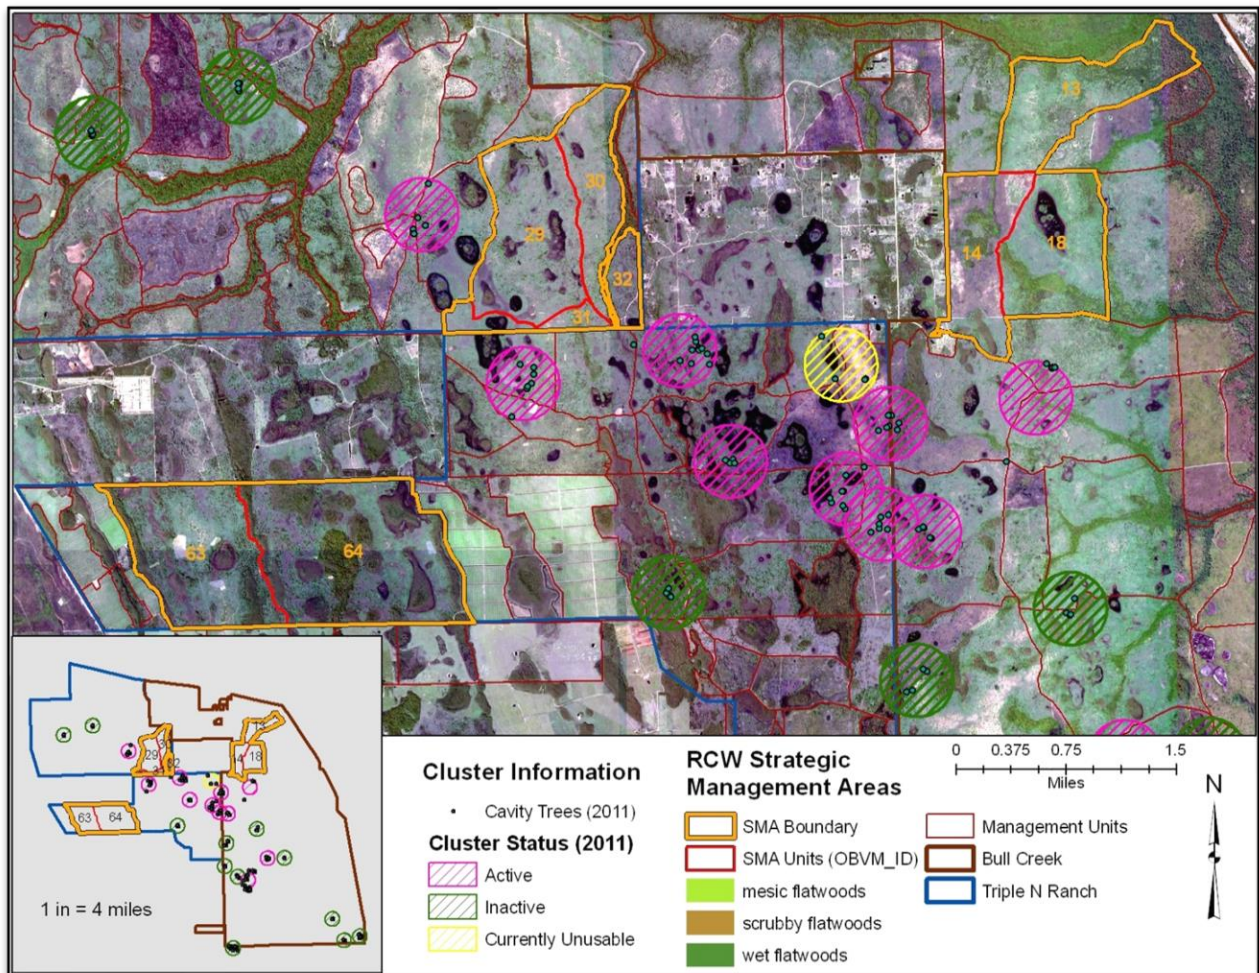 13
30
29
14
18
32
31
63
64
13
30
29
14
18
32
31
63
64
1 in = 4 miles
Cluster Information
Cavity Trees (2011)
Cluster Status (2011)
Active
Inactive
Currently Unusable
RCW Strategic
Management Areas
SMA Boundary
SMA Units (OBVM_ID)
mesic flatwoods
scrubby flatwoods
wet flatwoods
0 0.375 0.75 1.5
Miles
N
Management Units
Bull Creek
Triple N Ranch